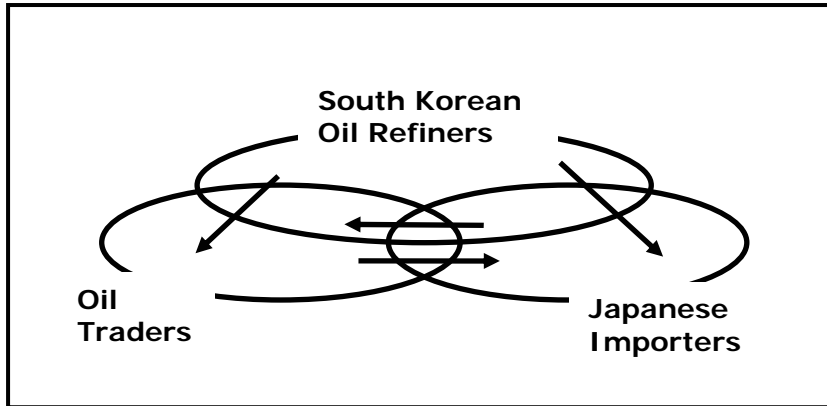 South Korean
Oil Refiners
Oil
Traders
Japanese
Importers